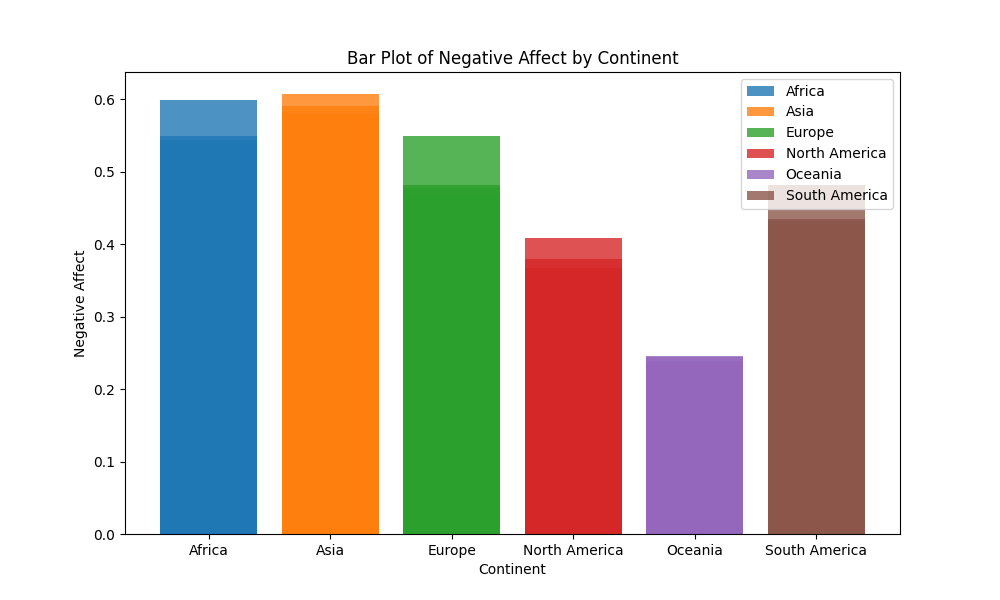 Bar Plot of Negative Affect by Continent
Africa
Asia
Europe
North America
Oceania
South America
Negative Affect
0.6
0.5
0.4
0.3
0.2
0.1
0.0
Africa
Asia
Europe
North America
Oceania
South America
Continent